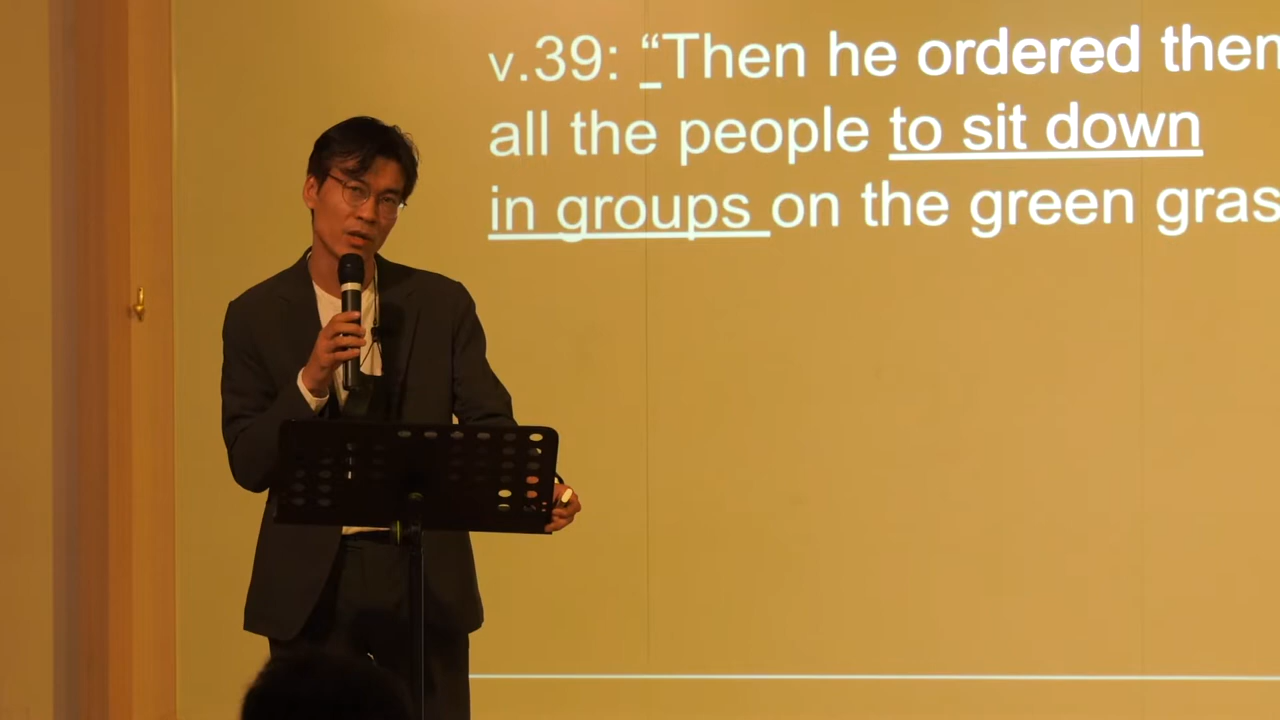 v.39: “Then he ordered them
all the people to sit down
in groups on the green gras